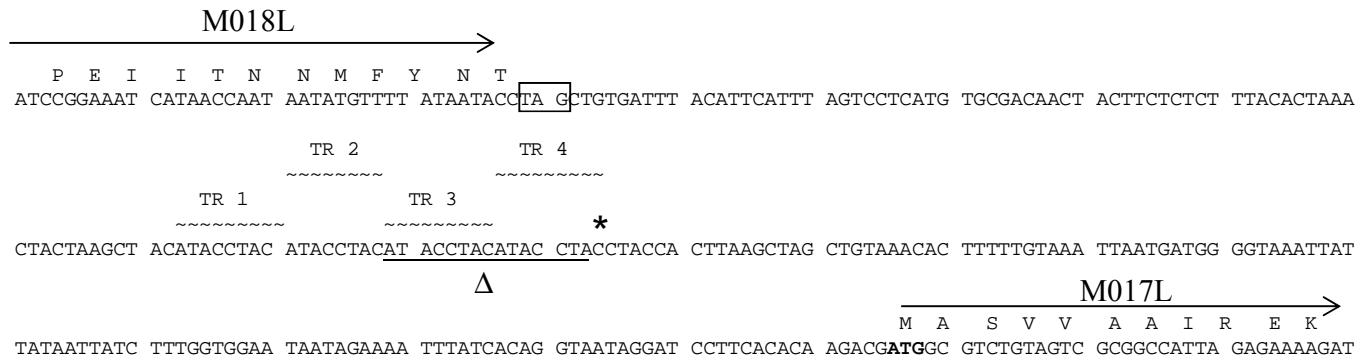 M018L
P E I I T N N M F Y N T
ATCCGGAAAT CATAACCAAT AATATGTTTT ATAATACCTA GCTGTGATTT ACATTCATTT AGTCCTCATG TGCGACAACT ACTTCTCTCT TTACACTAAA
TR 2 TR 4
~~~~~~~~ ~~~~~~~~~
TR 1 TR 3
~~~~~~~~~ ~~~~~~~~~ *
CTACTAAGCT ACATACCTAC ATACCTACAT ACCTACATAC CTACCTACCA CTTAAGCTAG CTGTAAACAC TTTTTGTAAA TTAATGATGG GGTAAATTAT
Δ
M017L
M A S V V A A I R E K
TATAATTATC TTTGGTGGAA TAATAGAAAA TTTATCACAG GTAATAGGAT CCTTCACACA AGACGATGGC GTCTGTAGTC GCGGCCATTA GAGAAAAGAT